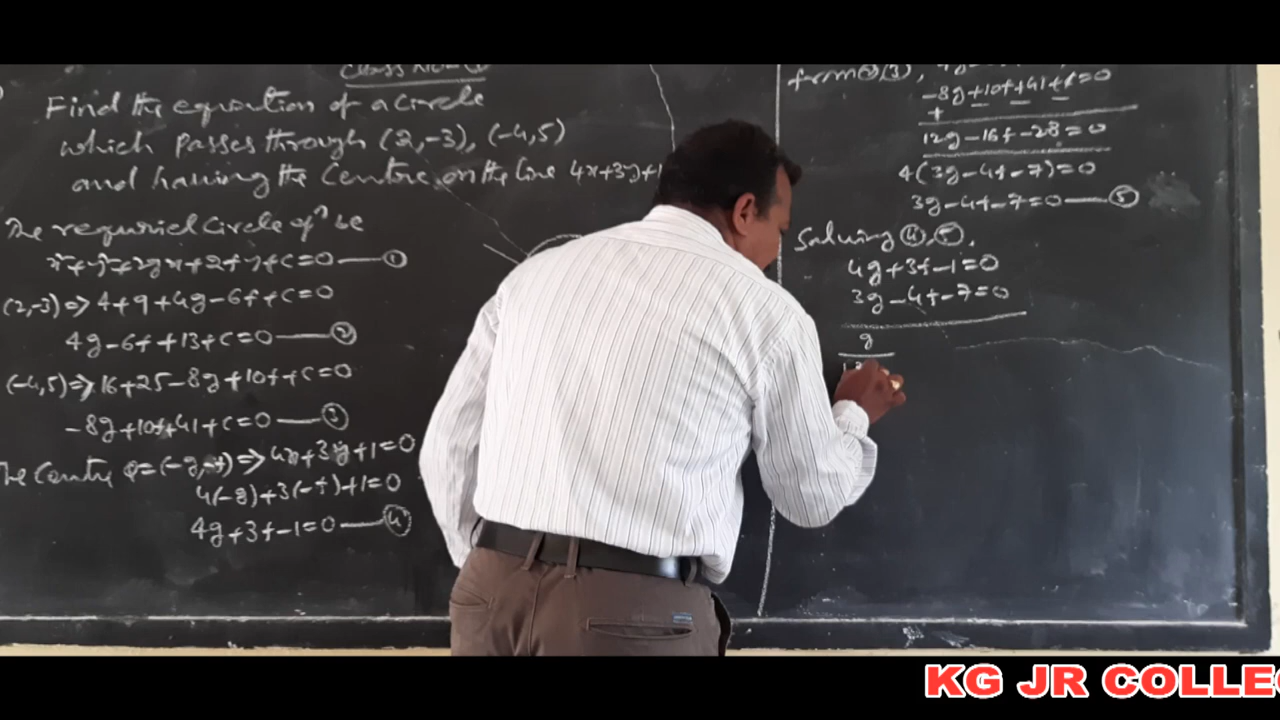 Class No-
Find the equation of a circle
which passes through (2,-3), (-4,5)
and having the Centre on the line 4x+3y+1
The requried Circle eqn be
x²+y²+2gx+2fy+c=0 — ①
(2,-3)=> 4+9+4g-6f+c=0
4g-6f+13+c=0 — ②
(-4,5)=> 16+25-8g+10f+c=0
-8g+10f+41+c=0 — ③
The Centre =(-g,-f)=> 4x+3y+1=0
4(-g)+3(-f)+1=0
4g+3f-1=0 — ④
from ②,③,
-8g+10f+41+c=0
+
12g-16f-28=0
4(3g-4f-7)=0
3g-4f-7=0 — ⑤
Solving ④,⑤,
4g+3f-1=0
3g-4f-7=0
g
KG JR COLLE